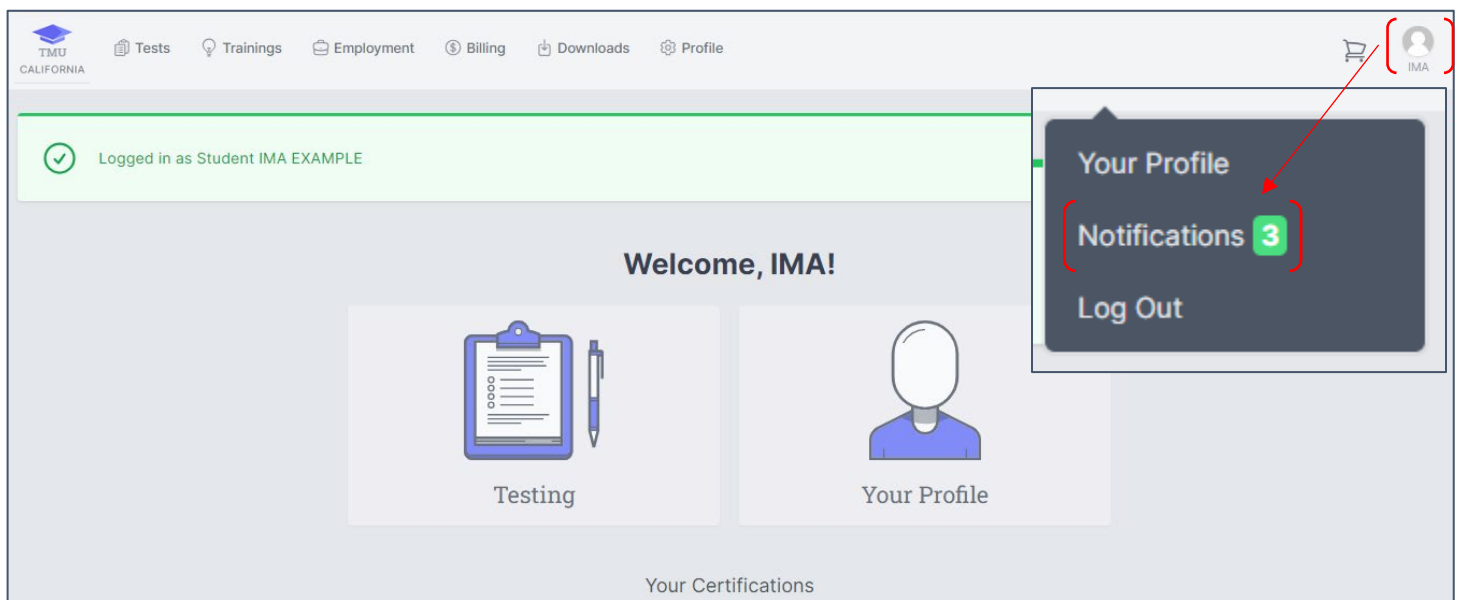 TMU
CALIFORNIA
Tests Trainings Employment Billing Downloads Profile
IMA
Logged in as Student IMA EXAMPLE
Your Profile
Notifications 3
Log Out
Welcome, IMA!
Testing
Your Profile
Your Certifications